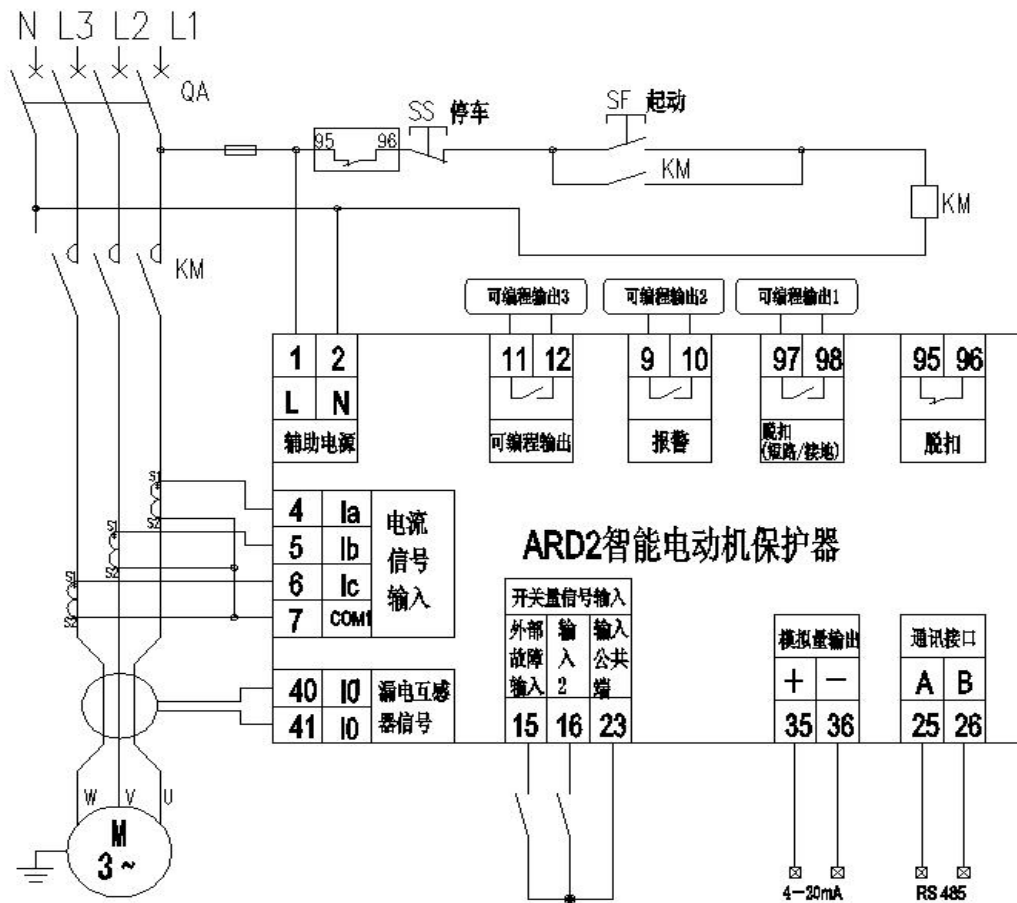 N L3 L2 L1
QA
SS 停车
SF 起动
95 96
KM
KM
KM
可编程输出3
可编程输出2
可编程输出1
1 2
11 12
9 10
97 98
95 96
L N
辅助电源
可编程输出
报警
脱扣
(短路/接地)
脱扣
S1
S2
S1
S2
S1
S2
4 Ia
5 Ib
6 Ic
7 COM1
电流
信号
输入
ARD2智能电动机保护器
开关量信号输入
外部
故障
输入
输
入
2
输入
公共
端
15 16 23
模拟量输出
+ −
35 36
通讯接口
A B
25 26
40 I0
41 I0
漏电互感
器信号
W V U
M
3~
4-20mA
RS485